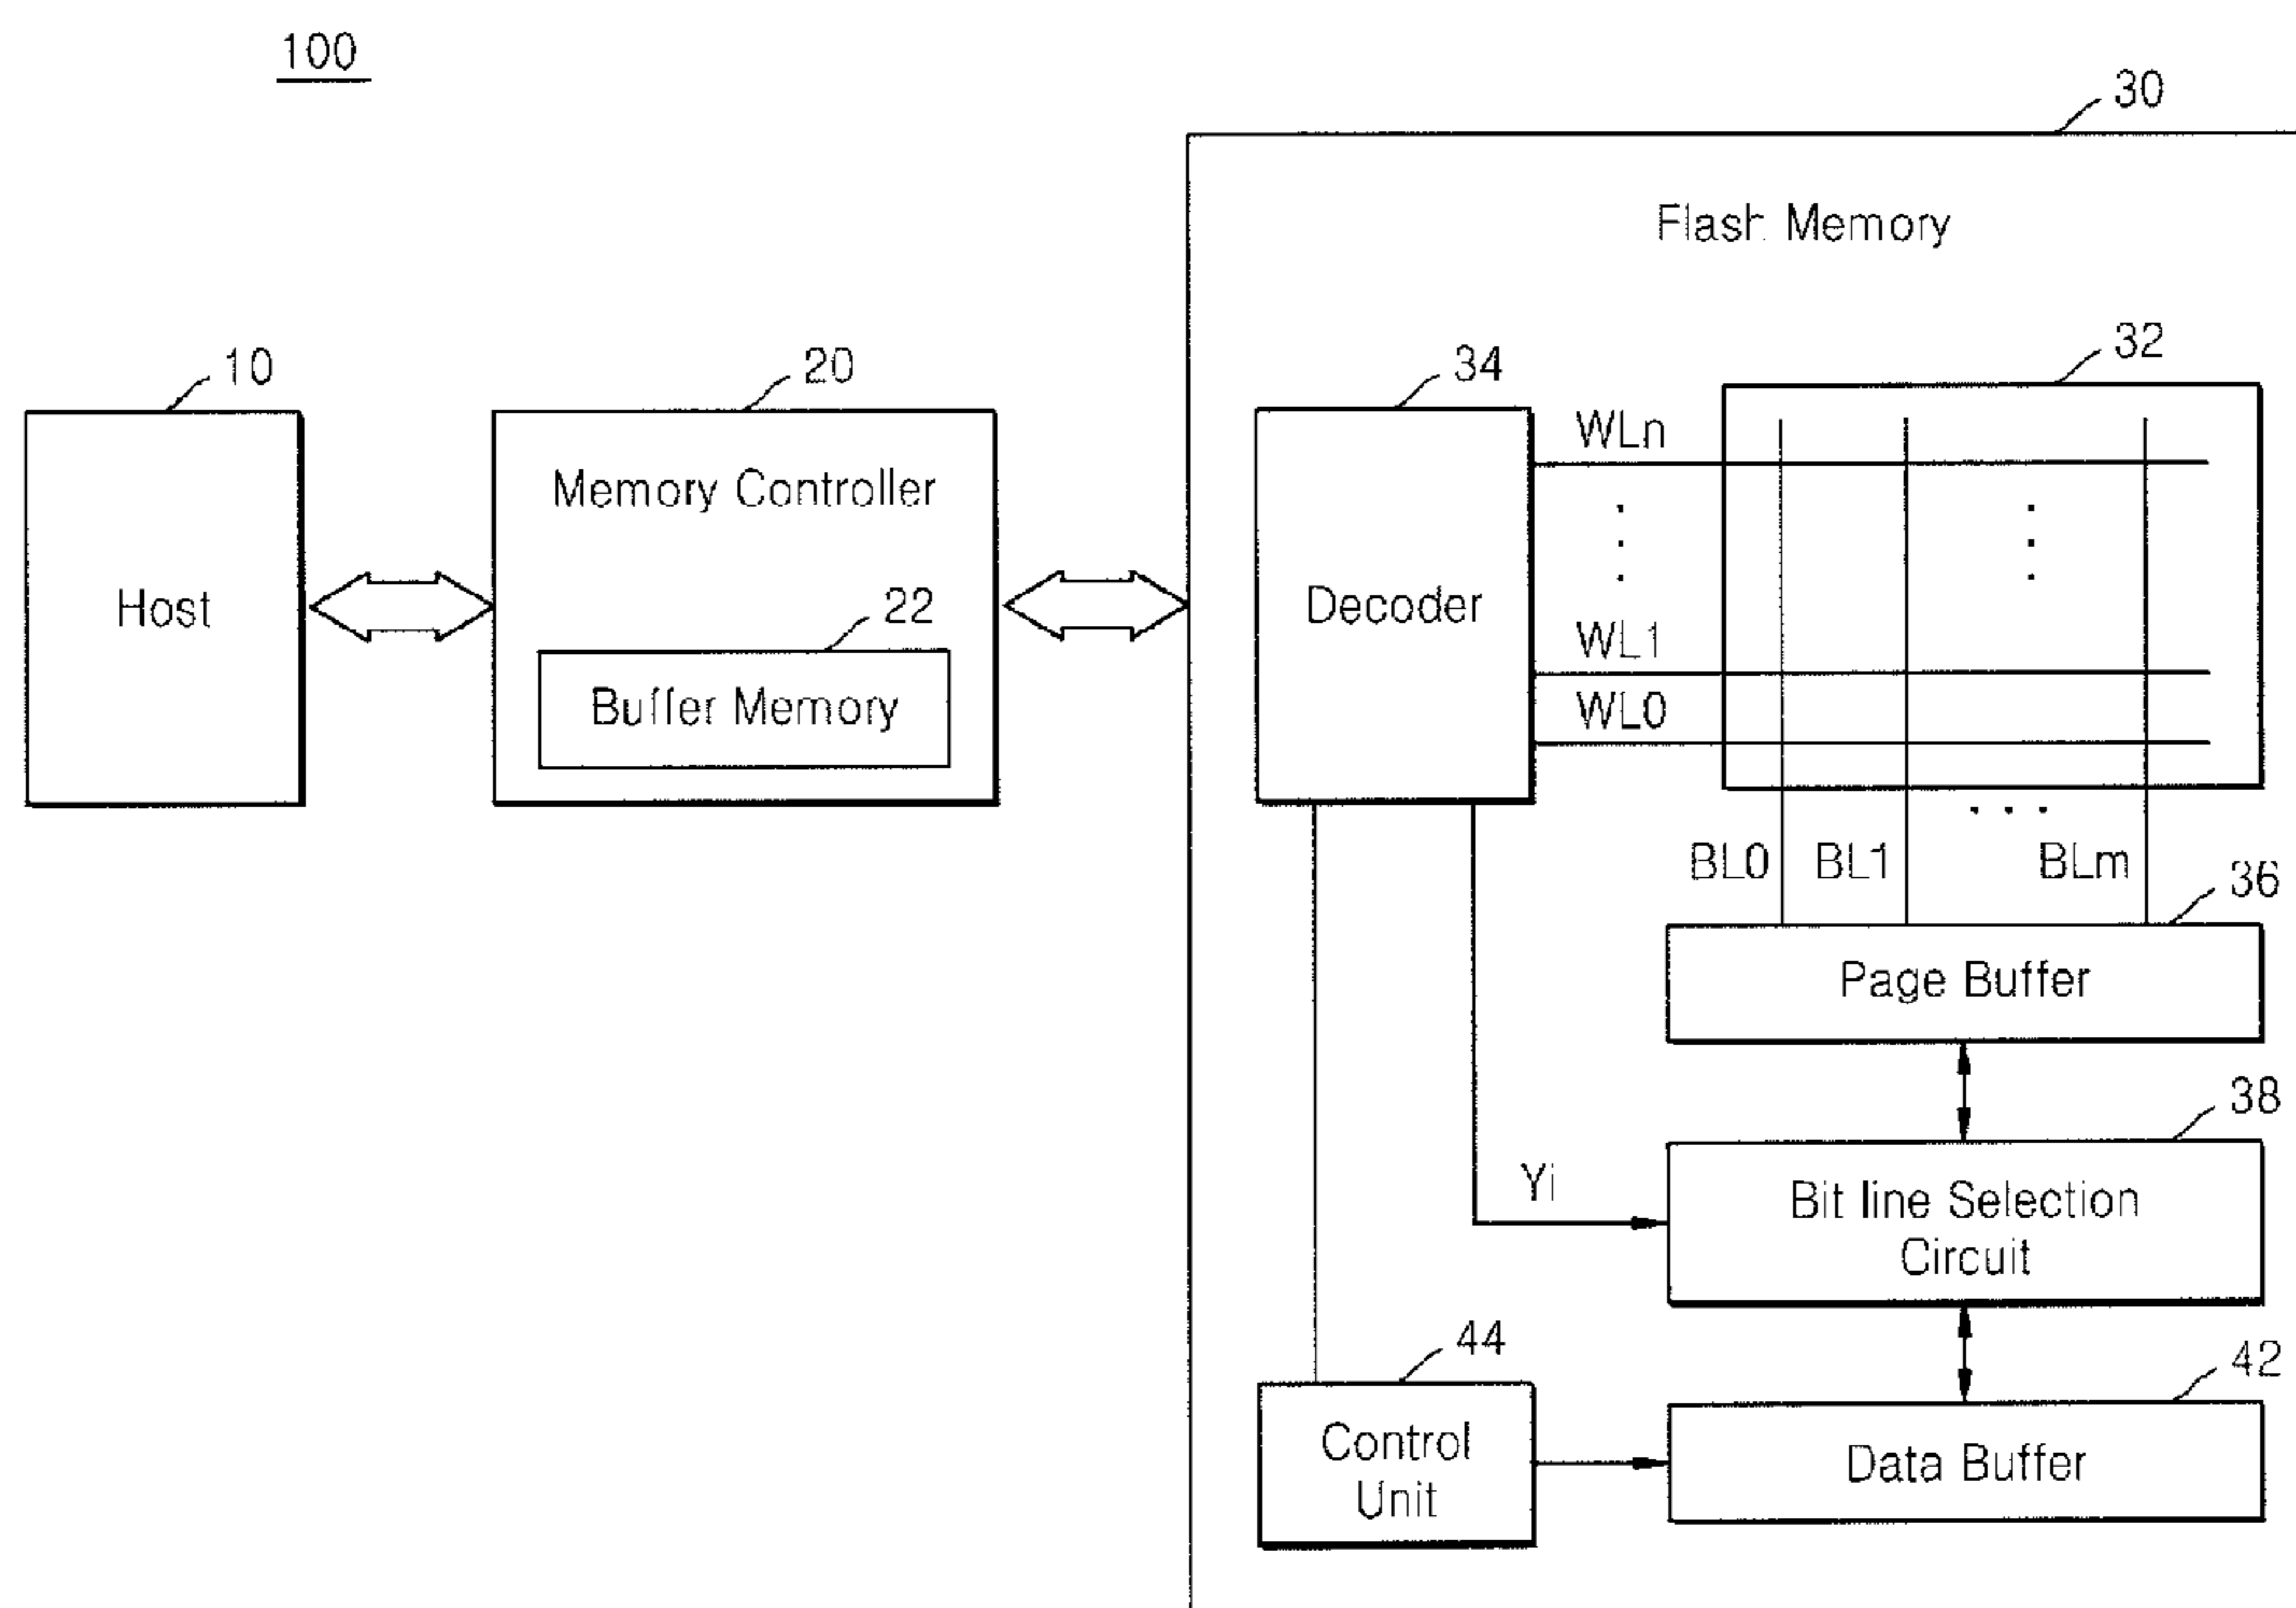 100
30
Flash Memory
10
20
34
32
Host
Memory Controller
22
Buffer Memory
Decoder
WLn
WL1
WL0
BL0
BL1
BLm
36
Page Buffer
38
Yi
Bit line Selection
Circuit
44
Control
Unit
42
Data Buffer